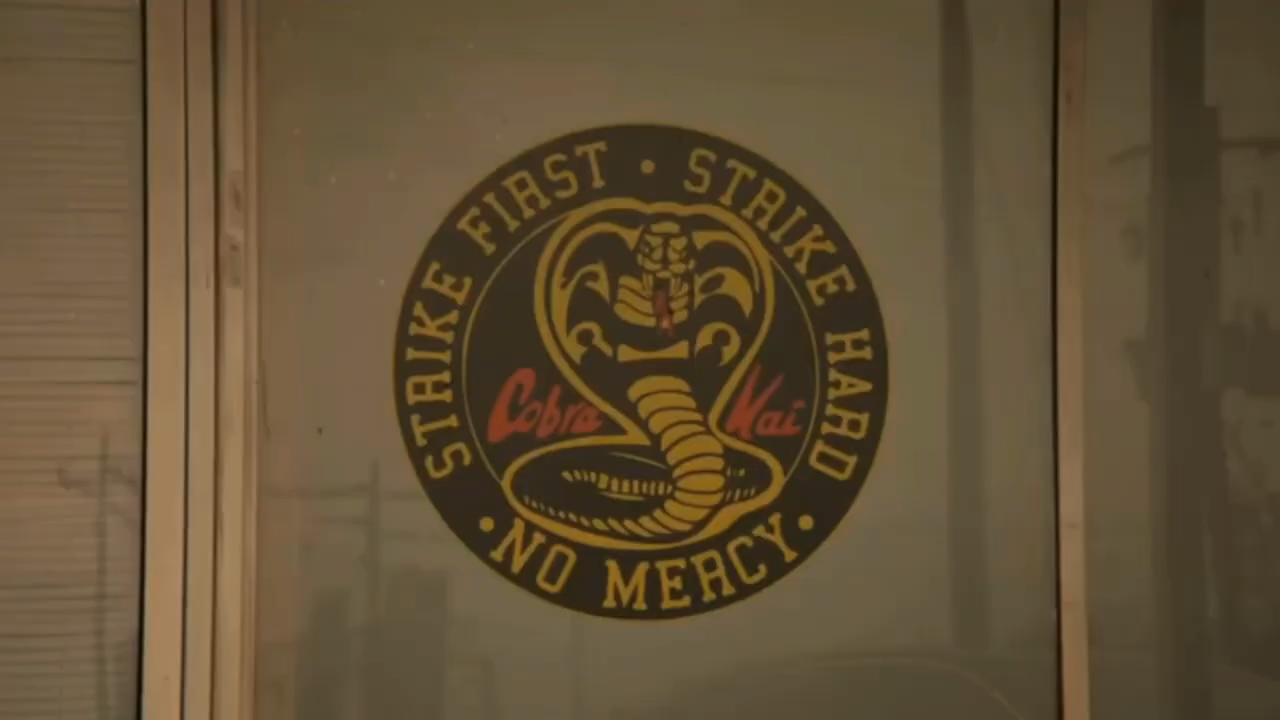 STRIKE FIRST • STRIKE HARD
• NO MERCY •
Cobra Kai